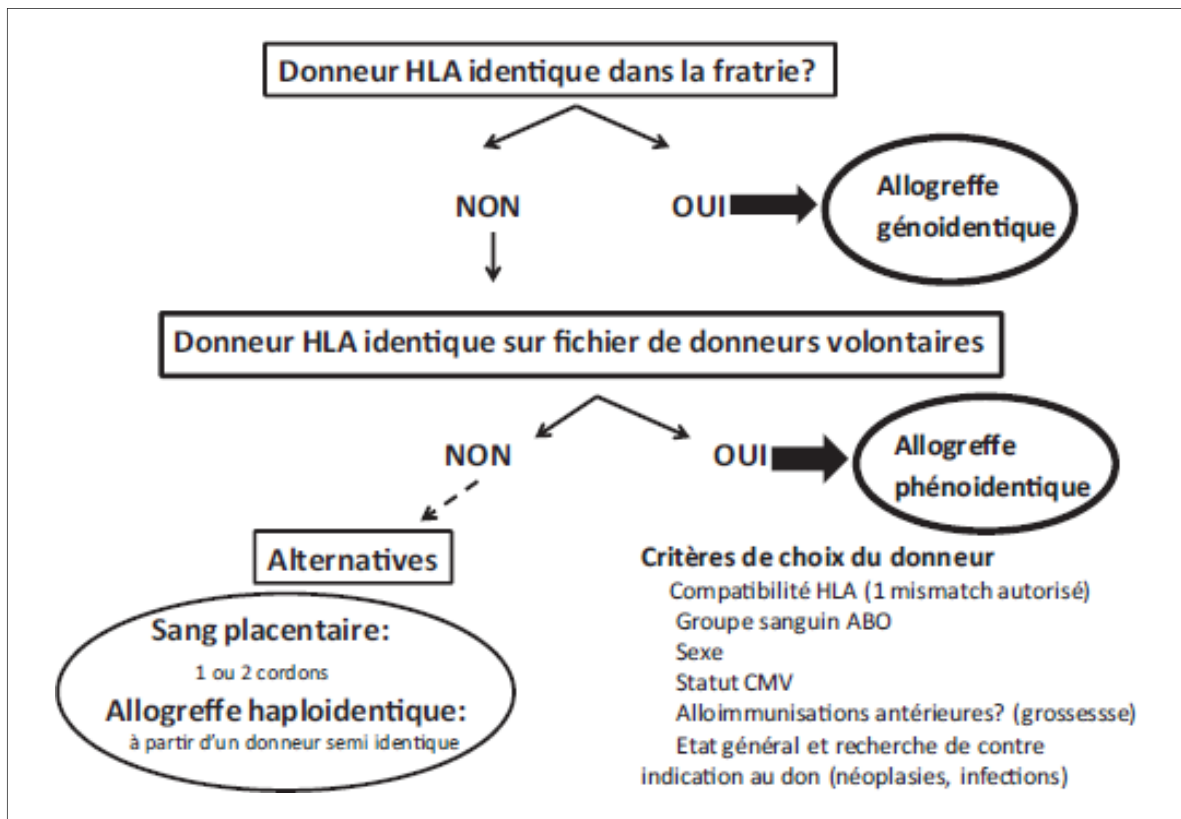 Donneur HLA identique dans la fratrie?
NON
OUI
Allogreffe
génoidentique
Donneur HLA identique sur fichier de donneurs volontaires
NON
OUI
Allogreffe
phénoidentique
Alternatives
Sang placentaire:
1 ou 2 cordons
Allogreffe haploidentique:
à partir d'un donneur semi identique
Critères de choix du donneur
Compatibilité HLA (1 mismatch autorisé)
Groupe sanguin ABO
Sexe
Statut CMV
Alloimmunisations antérieures? (grossessse)
Etat général et recherche de contre
indication au don (néoplasies, infections)